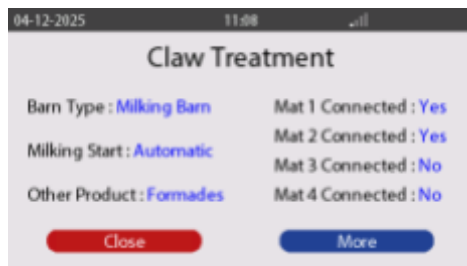 04-12-2025 11:08
Claw Treatment
Barn Type : Milking Barn
Milking Start : Automatic
Other Product : Formades
Mat 1 Connected : Yes
Mat 2 Connected : Yes
Mat 3 Connected : No
Mat 4 Connected : No
Close More